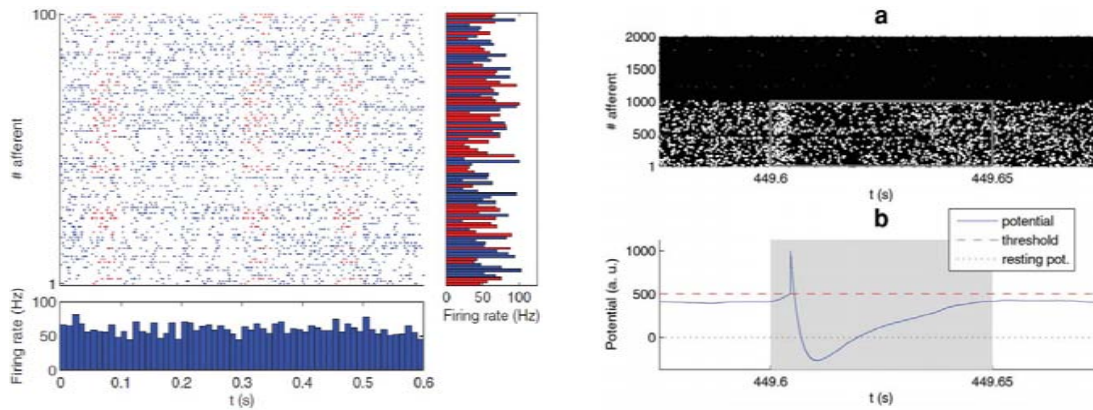 100
# afferent
1
100
50
0
Firing rate (Hz)
0 0.1 0.2 0.3 0.4 0.5 0.6
t (s)
0 50 100
Firing rate (Hz)
a
2000
1500
1000
500
1
# afferent
449.6 449.65
t (s)
b
potential
threshold
resting pot.
1000
500
0
Potential (a. u.)
449.6 449.65
t (s)